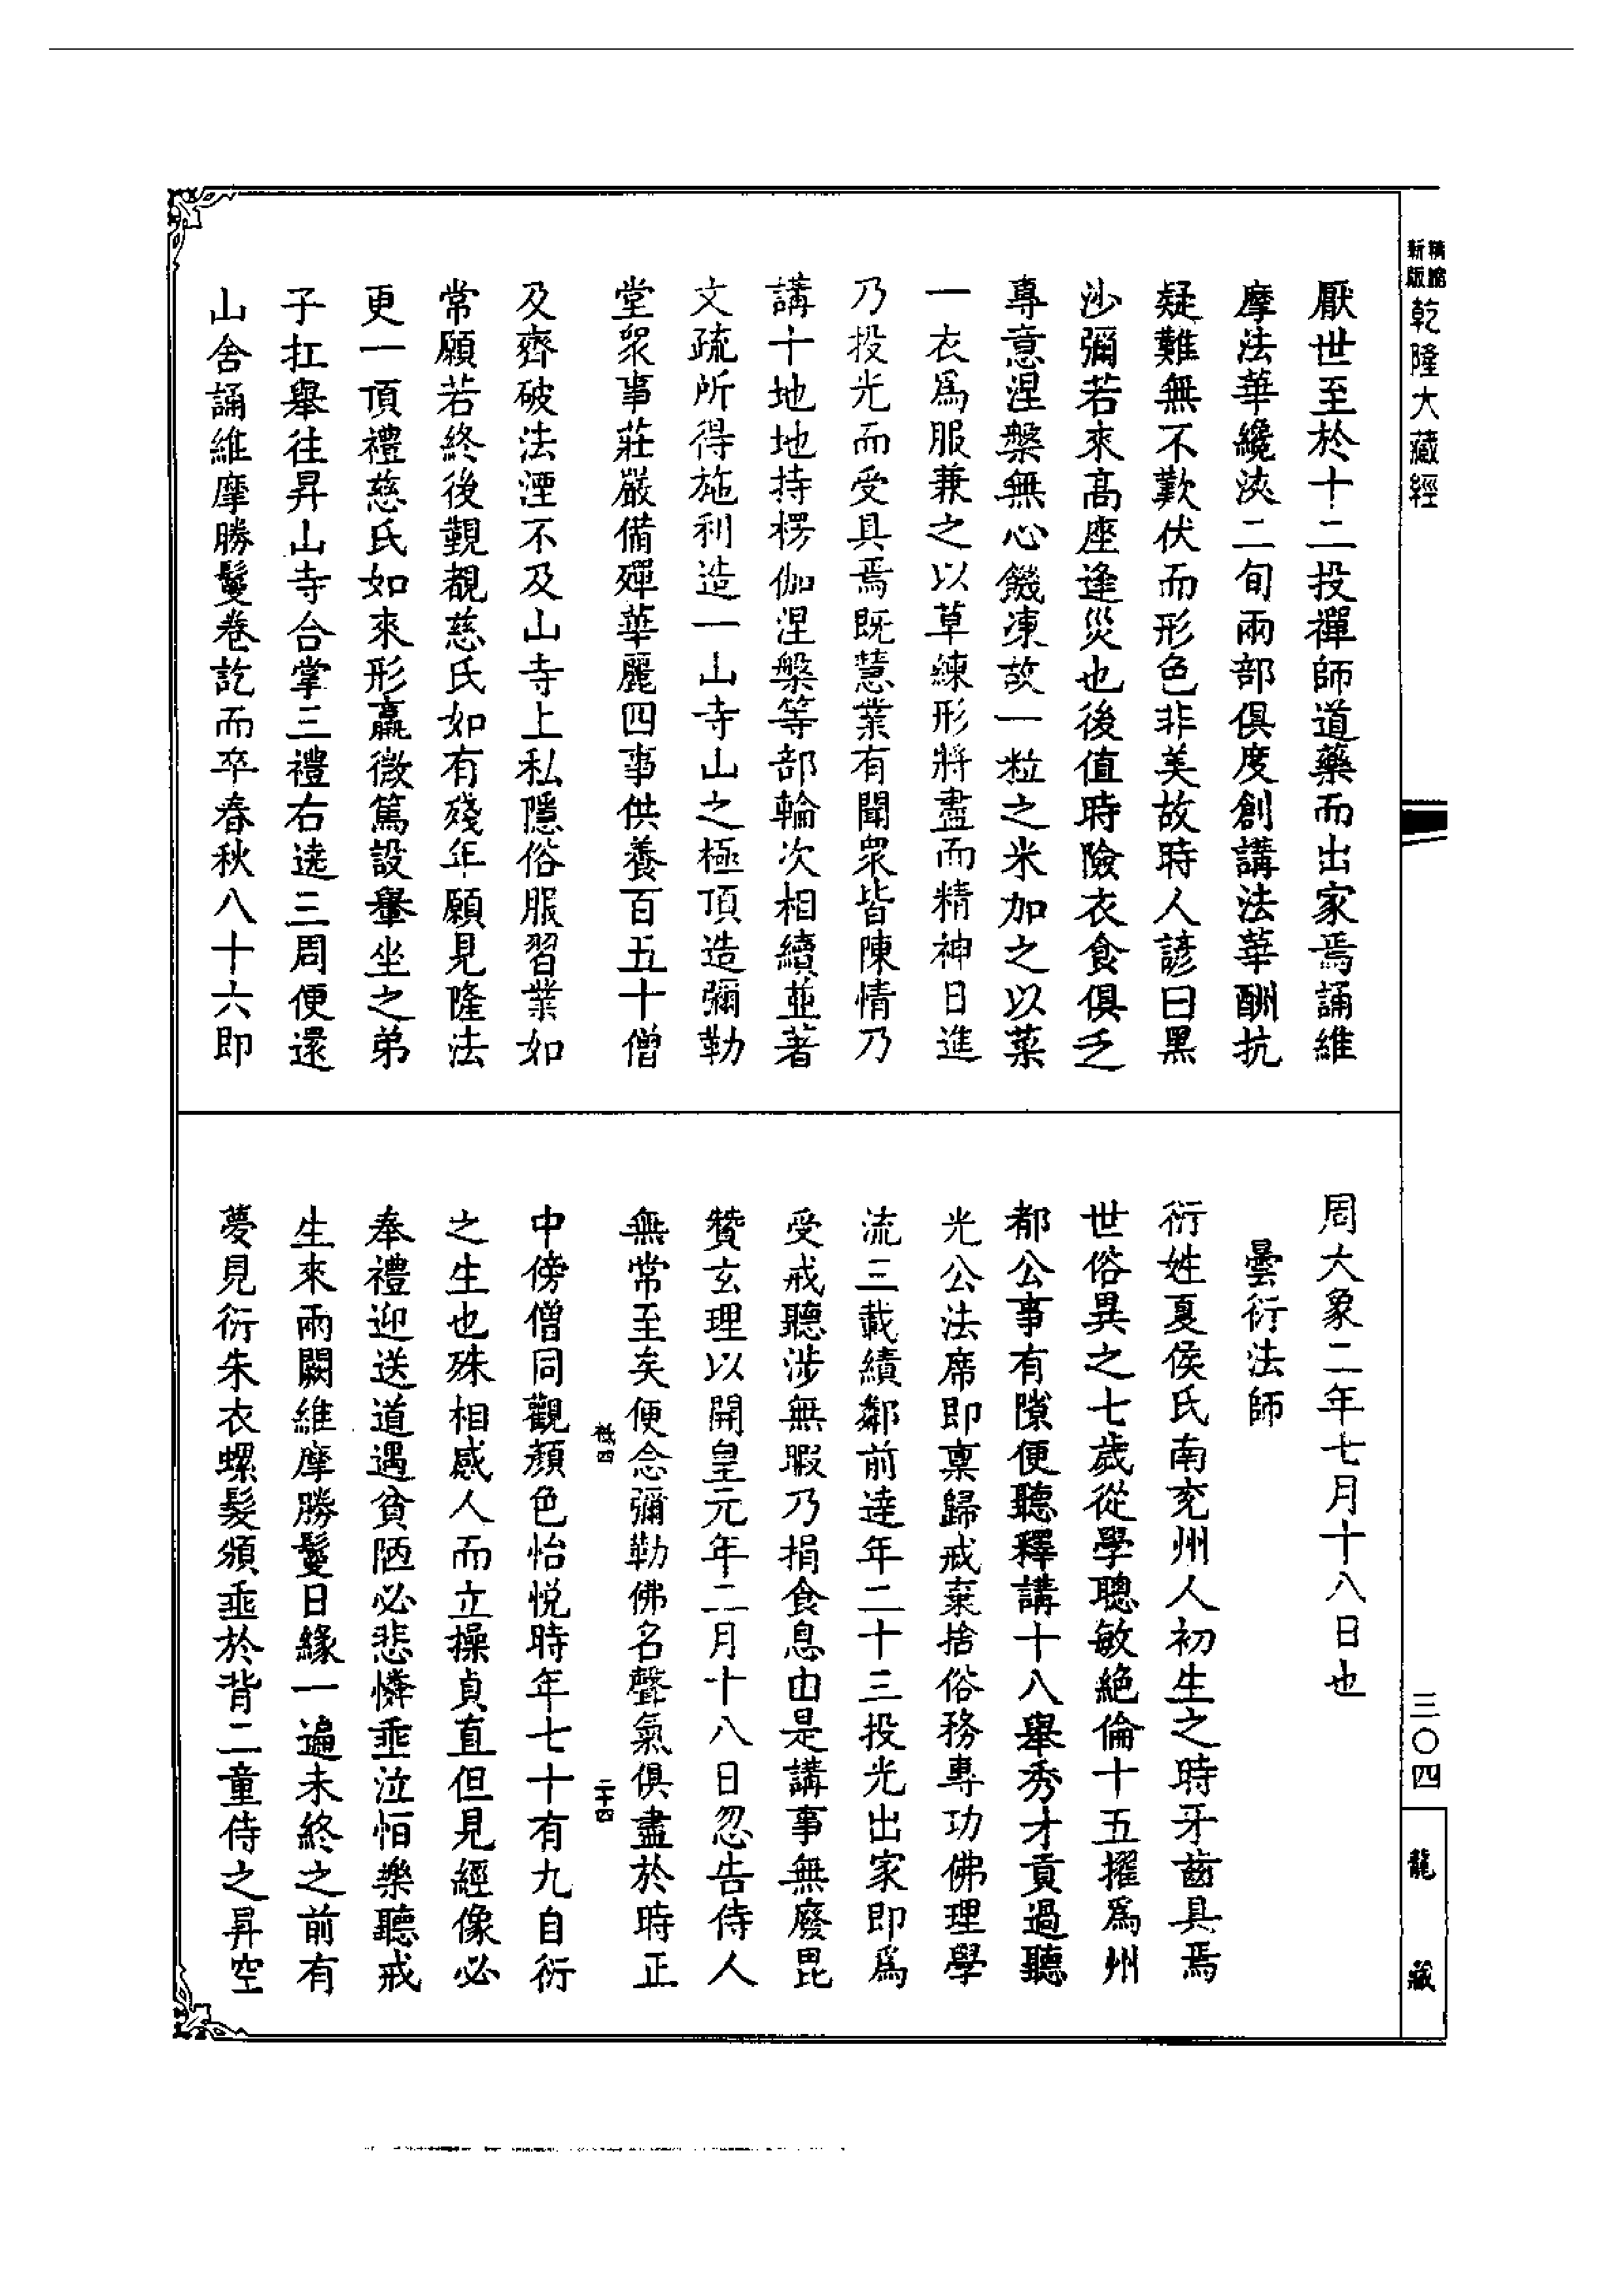 新版精縮
乾隆大藏經
厭世至於十二投禪師道藥而出家焉誦維
摩法華纔浹二旬兩部俱度創講法華酬抗
疑難無不歎伏而形色非美故時人諺曰黑
沙彌若來高座逢災也後值時險衣食俱乏
專意涅槃無心饑凍故一粒之米加之以菜
一衣為服兼之以草練形將盡而精神日進
乃投光而受具焉既慧業有聞衆皆陳情乃
講十地地持楞伽涅槃等部輪次相續並著
文疏所得施利造一山寺山之極頂造彌勒
堂衆事莊嚴備殫華麗四事供養百五十僧
及齊破法湮不及山寺上私隱俗服習業如
常願若終後覲覩慈氏如有殘年願見隆法
更一頂禮慈氏如來形羸微篤設轝坐之弟
子扛舉往昇山寺合掌三禮右遶三周便還
山舍誦維摩勝鬘卷訖而卒春秋八十六即
周大象二年七月十八日也
曇衍法師
衍姓夏侯氏南兖州人初生之時牙齒具焉
世俗異之七歲從學聰敏絕倫十五擢為州
都公事有隙便聽釋講十八舉秀才貢過聽
光公法席即稟歸戒棄捨俗務專功佛理學
流三載績鄰前達年二十三投光出家即為
受戒聽涉無暇乃捐食息由是講事無廢毘
贊玄理以開皇元年二月十八日忽告侍人
無常至矣便念彌勒佛名聲氣俱盡於時正
祇四 二十四
中傍僧同觀顏色怡悅時年七十有九自衍
之生也殊相感人而立操貞直但見經像必
奉禮迎送道遇貧陋必悲憐垂泣怕樂聽戒
生來兩闕維摩勝鬘日緣一遍未終之前有
夢見衍朱衣螺髮頒垂於背二童侍之昇空
三〇四
龍藏